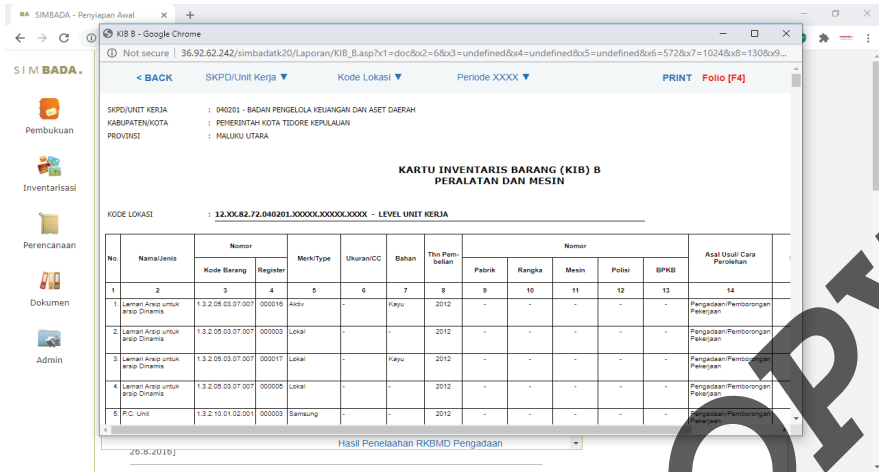 SIMBADA - Penyiapan Awal
KIB B - Google Chrome
Not secure | 36.92.62.242/simbadatk20/Laporan/KIB_B.asp?x1=doc&x2=6&x3=undefined&x4=undefined&x5=undefined&x6=572&x7=1024&x8=130&x9...
SIMBADA.
Pembukuan
Inventarisasi
Perencanaan
Dokumen
Admin
< BACK SKPD/Unit Kerja ▼ Kode Lokasi ▼ Periode XXXX ▼ PRINT Folio [F4]
SKPD/UNIT KERJA : 040201 - BADAN PENGELOLA KEUANGAN DAN ASET DAERAH
KABUPATEN/KOTA : PEMERINTAH KOTA TIDORE KEPULAUAN
PROVINSI : MALUKU UTARA
KARTU INVENTARIS BARANG (KIB) B
PERALATAN DAN MESIN
KODE LOKASI : 12.XX.82.72.040201.XXXXX.XXXXX.XXXX - LEVEL UNIT KERJA
No. Nama/Jenis Nomor Merk/Type Ukuran/CC Bahan Thn Pem-belian Nomor Asal Usul/ Cara Perolehan
Kode Barang Register Pabrik Rangka Mesin Polisi BPKB
1 2 3 4 5 6 7 8 9 10 11 12 13 14
1. Lemari Arsip untuk arsip Dinamis 1.3.2.05.03.07.007 000016 Aktiv - Kayu 2012 - - - - - Pengadaan/Pemborongan Pekerjaan
2. Lemari Arsip untuk arsip Dinamis 1.3.2.05.03.07.007 000003 Lokal - - 2012 - - - - - Pengadaan/Pemborongan Pekerjaan
3. Lemari Arsip untuk arsip Dinamis 1.3.2.05.03.07.007 000017 Lokal - Kayu 2012 - - - - - Pengadaan/Pemborongan Pekerjaan
4. Lemari Arsip untuk arsip Dinamis 1.3.2.05.03.07.007 000005 Lokal - - 2012 - - - - - Pengadaan/Pemborongan Pekerjaan
5. P.C. Unit 1.3.2.10.01.02.001 000003 Samsung - - 2012 - - - - - Pengadaan/Pemborongan Pekerjaan
Hasil Penelaahan RKBMD Pengadaan
26.8.2016]
OPY